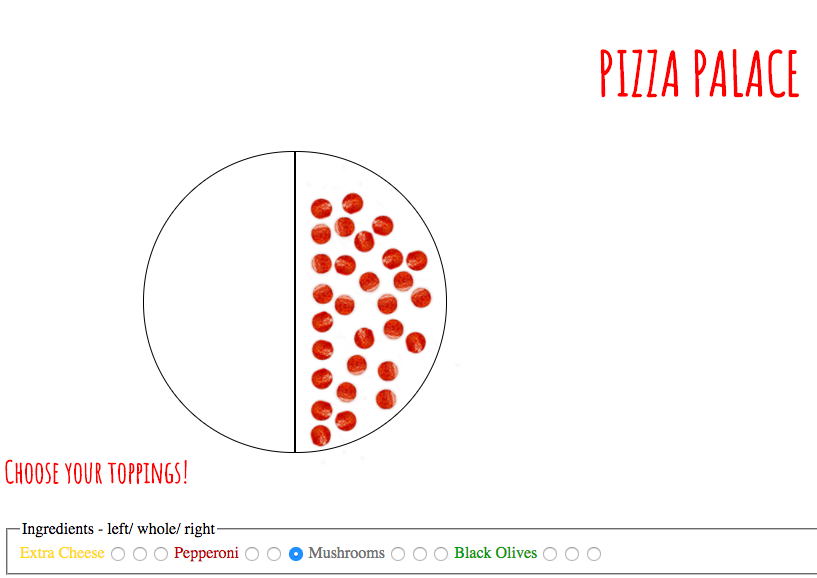 PIZZA PALACE
Choose your toppings!
Ingredients - left/ whole/ right
Extra Cheese Pepperoni Mushrooms Black Olives